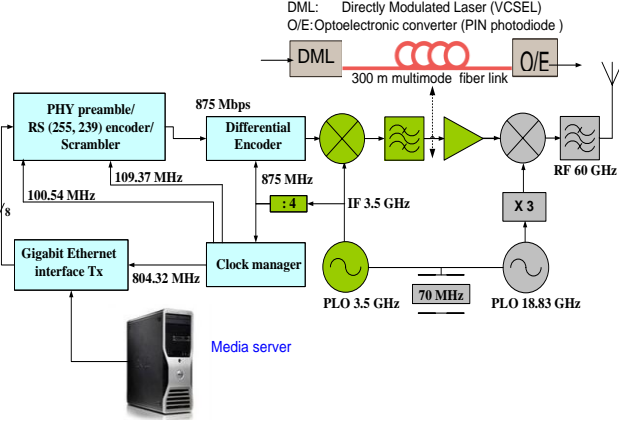 DML: Directly Modulated Laser (VCSEL)
O/E:Optoelectronic converter (PIN photodiode )
DML
O/E
300 m multimode fiber link
PHY preamble/
RS (255, 239) encoder/
Scrambler
875 Mbps
Differential
Encoder
RF 60 GHz
109.37 MHz
875 MHz
100.54 MHz
: 4
IF 3.5 GHz
X 3
8
Gigabit Ethernet
interface Tx
804.32 MHz
Clock manager
PLO 3.5 GHz
70 MHz
PLO 18.83 GHz
Media server